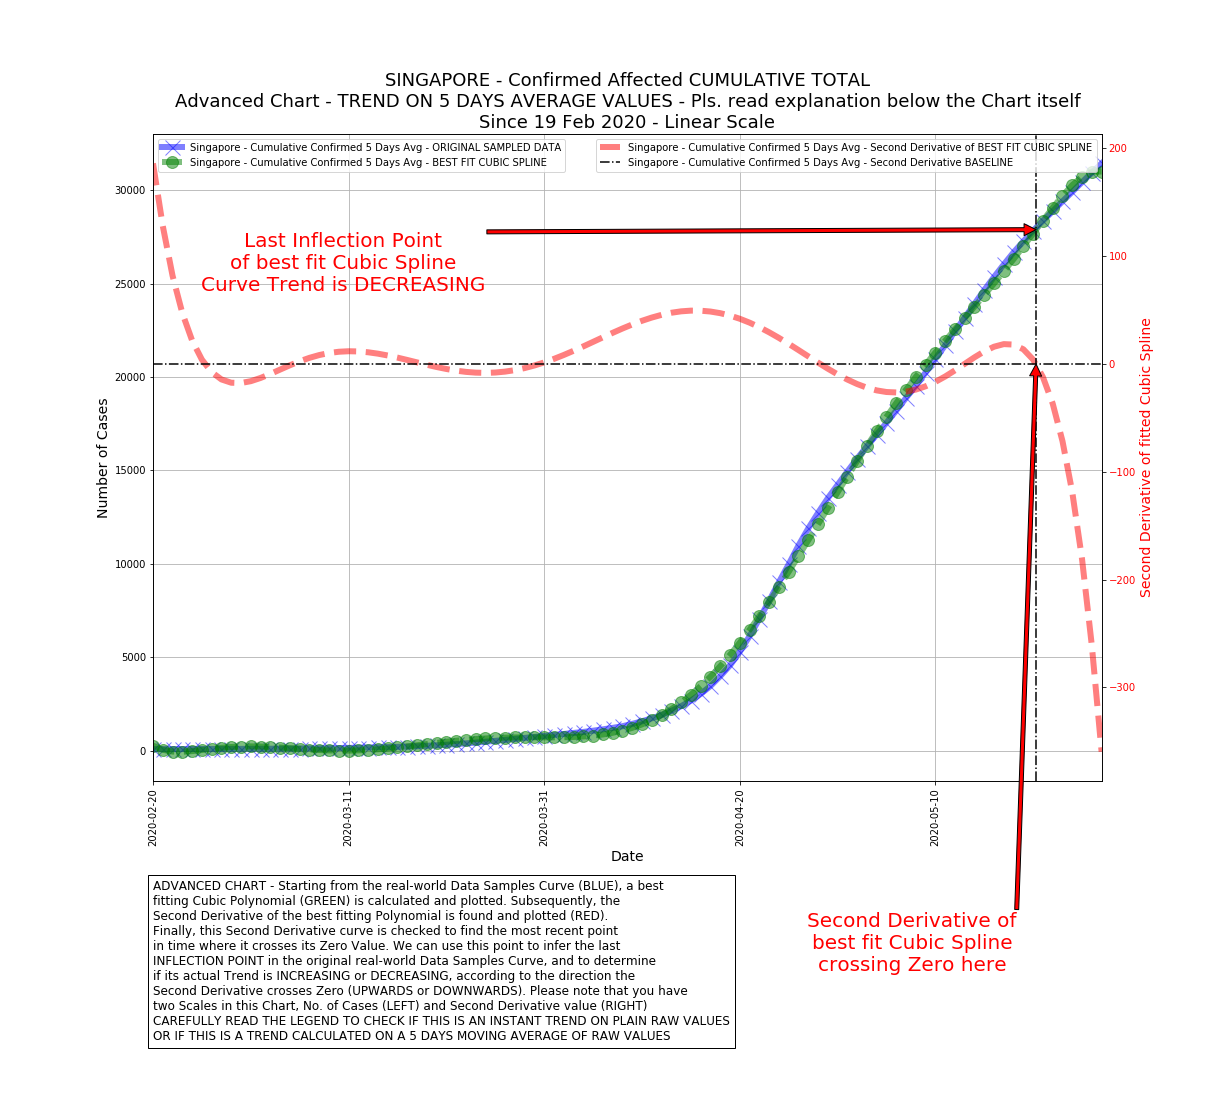 SINGAPORE - Confirmed Affected CUMULATIVE TOTAL
Advanced Chart - TREND ON 5 DAYS AVERAGE VALUES - Pls. read explanation below the Chart itself
Since 19 Feb 2020 - Linear Scale
Singapore - Cumulative Confirmed 5 Days Avg - ORIGINAL SAMPLED DATA
Singapore - Cumulative Confirmed 5 Days Avg - BEST FIT CUBIC SPLINE
Singapore - Cumulative Confirmed 5 Days Avg - Second Derivative of BEST FIT CUBIC SPLINE
Singapore - Cumulative Confirmed 5 Days Avg - Second Derivative BASELINE
Last Inflection Point
of best fit Cubic Spline
Curve Trend is DECREASING
Number of Cases
30000
25000
20000
15000
10000
5000
0
200
100
0
−100
−200
−300
Second Derivative of fitted Cubic Spline
2020-02-20
2020-03-11
2020-03-31
2020-04-20
2020-05-10
Date
ADVANCED CHART - Starting from the real-world Data Samples Curve (BLUE), a best
fitting Cubic Polynomial (GREEN) is calculated and plotted. Subsequently, the
Second Derivative of the best fitting Polynomial is found and plotted (RED).
Finally, this Second Derivative curve is checked to find the most recent point
in time where it crosses its Zero Value. We can use this point to infer the last
INFLECTION POINT in the original real-world Data Samples Curve, and to determine
if its actual Trend is INCREASING or DECREASING, according to the direction the
Second Derivative crosses Zero (UPWARDS or DOWNWARDS). Please note that you have
two Scales in this Chart, No. of Cases (LEFT) and Second Derivative value (RIGHT)
CAREFULLY READ THE LEGEND TO CHECK IF THIS IS AN INSTANT TREND ON PLAIN RAW VALUES
OR IF THIS IS A TREND CALCULATED ON A 5 DAYS MOVING AVERAGE OF RAW VALUES
Second Derivative of
best fit Cubic Spline
crossing Zero here